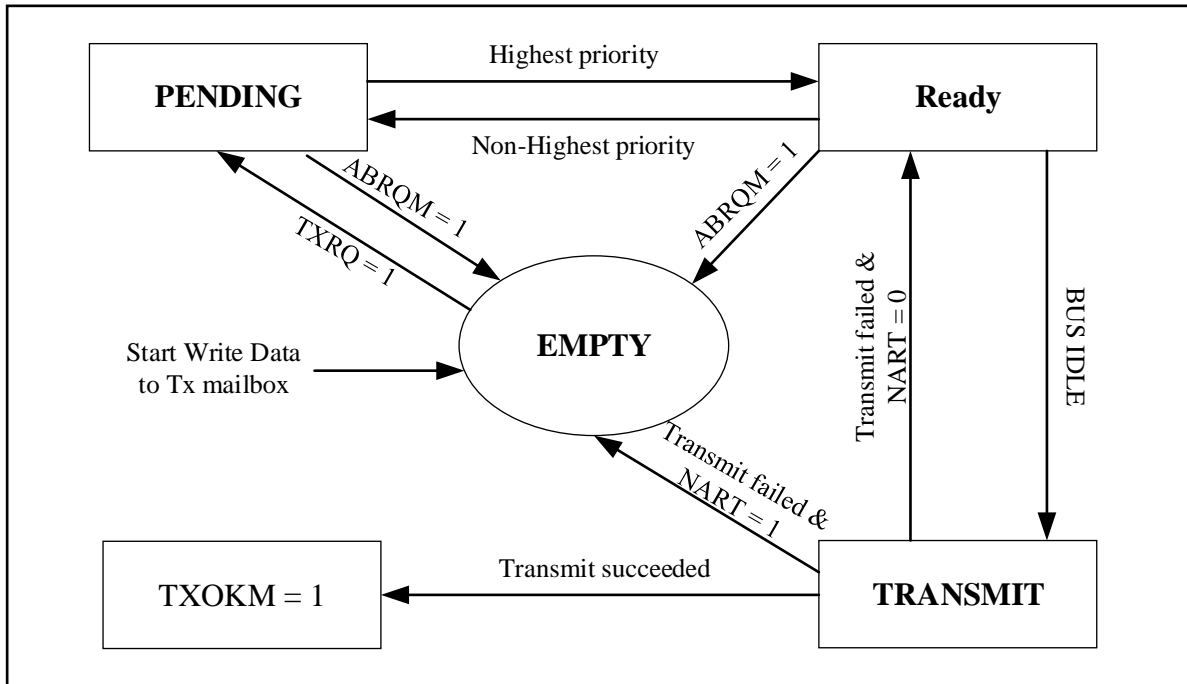 Highest priority
PENDING
Ready
Non-Highest priority
ABRQM = 1
TXRQ = 1
ABRQM = 1
Transmit failed &
NART = 0
BUS IDLE
EMPTY
Start Write Data
to Tx mailbox
Transmit failed &
NART = 1
Transmit succeeded
TXOKM = 1
TRANSMIT